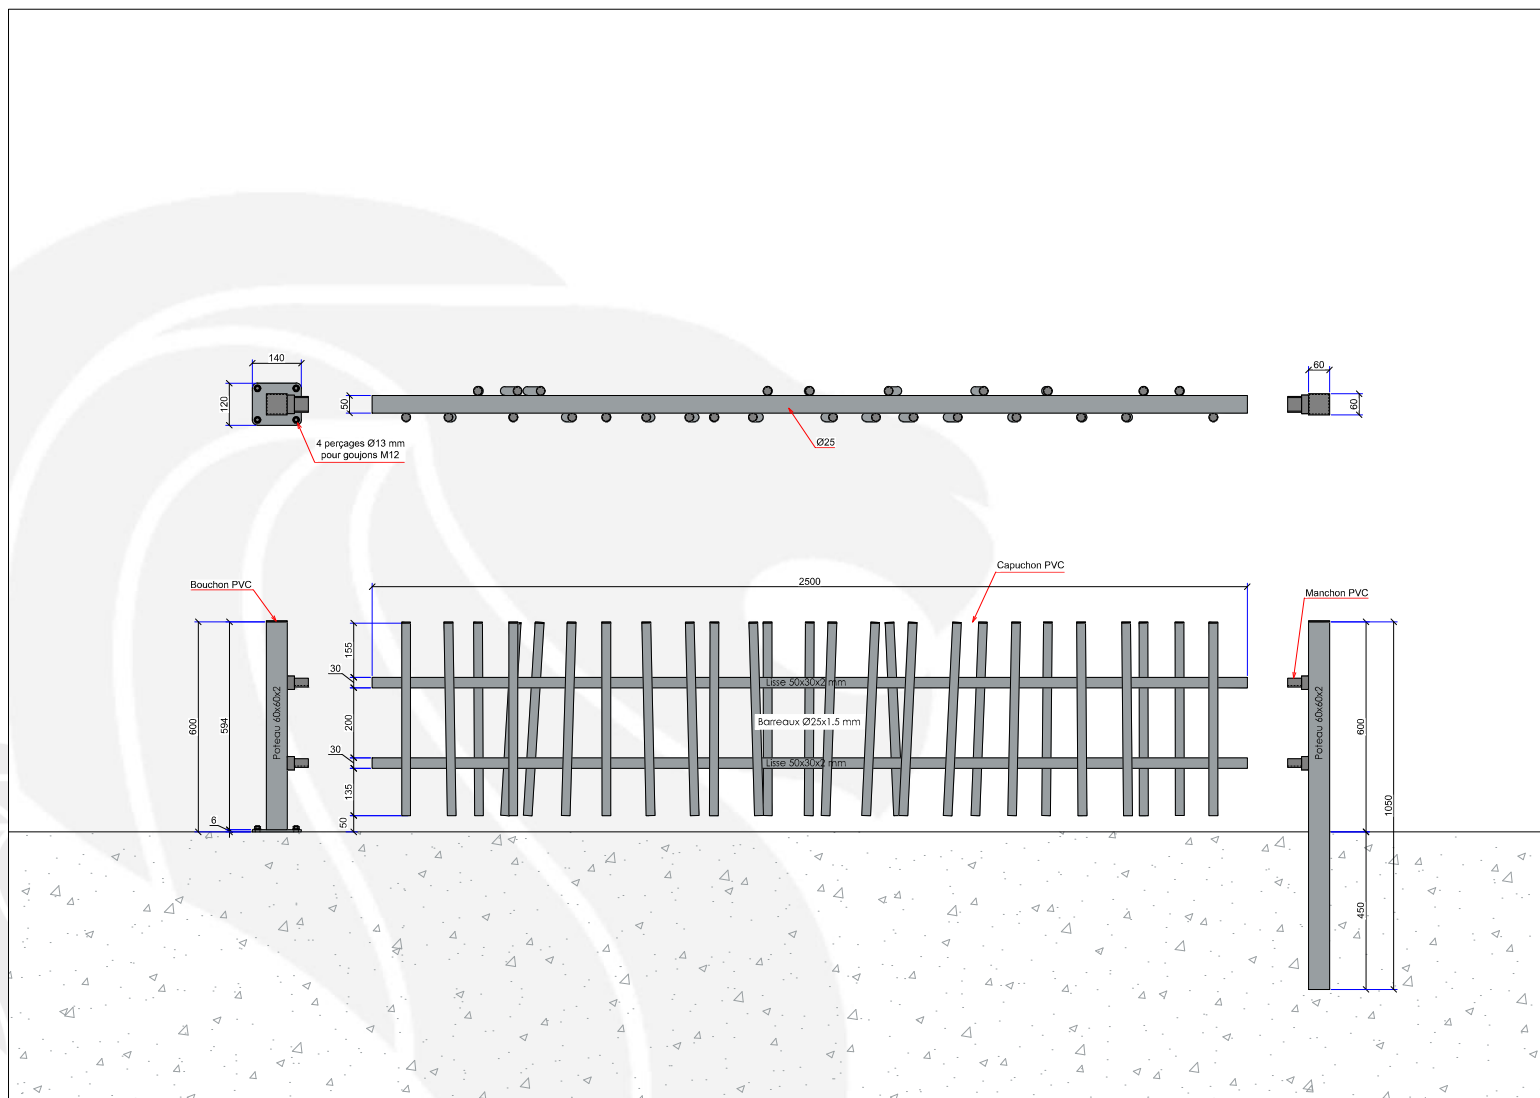 140
120
4 perçages Ø13 mm
pour goujons M12
50
Ø25
60
60
Bouchon PVC
2500
Capuchon PVC
Manchon PVC
600
594
6
Poteau 60x60x2
155
30
200
30
135
50
Lisse 50x30x2 mm
Barreaux Ø25x1.5 mm
Lisse 50x30x2 mm
Poteau 60x60x2
600
1050
450